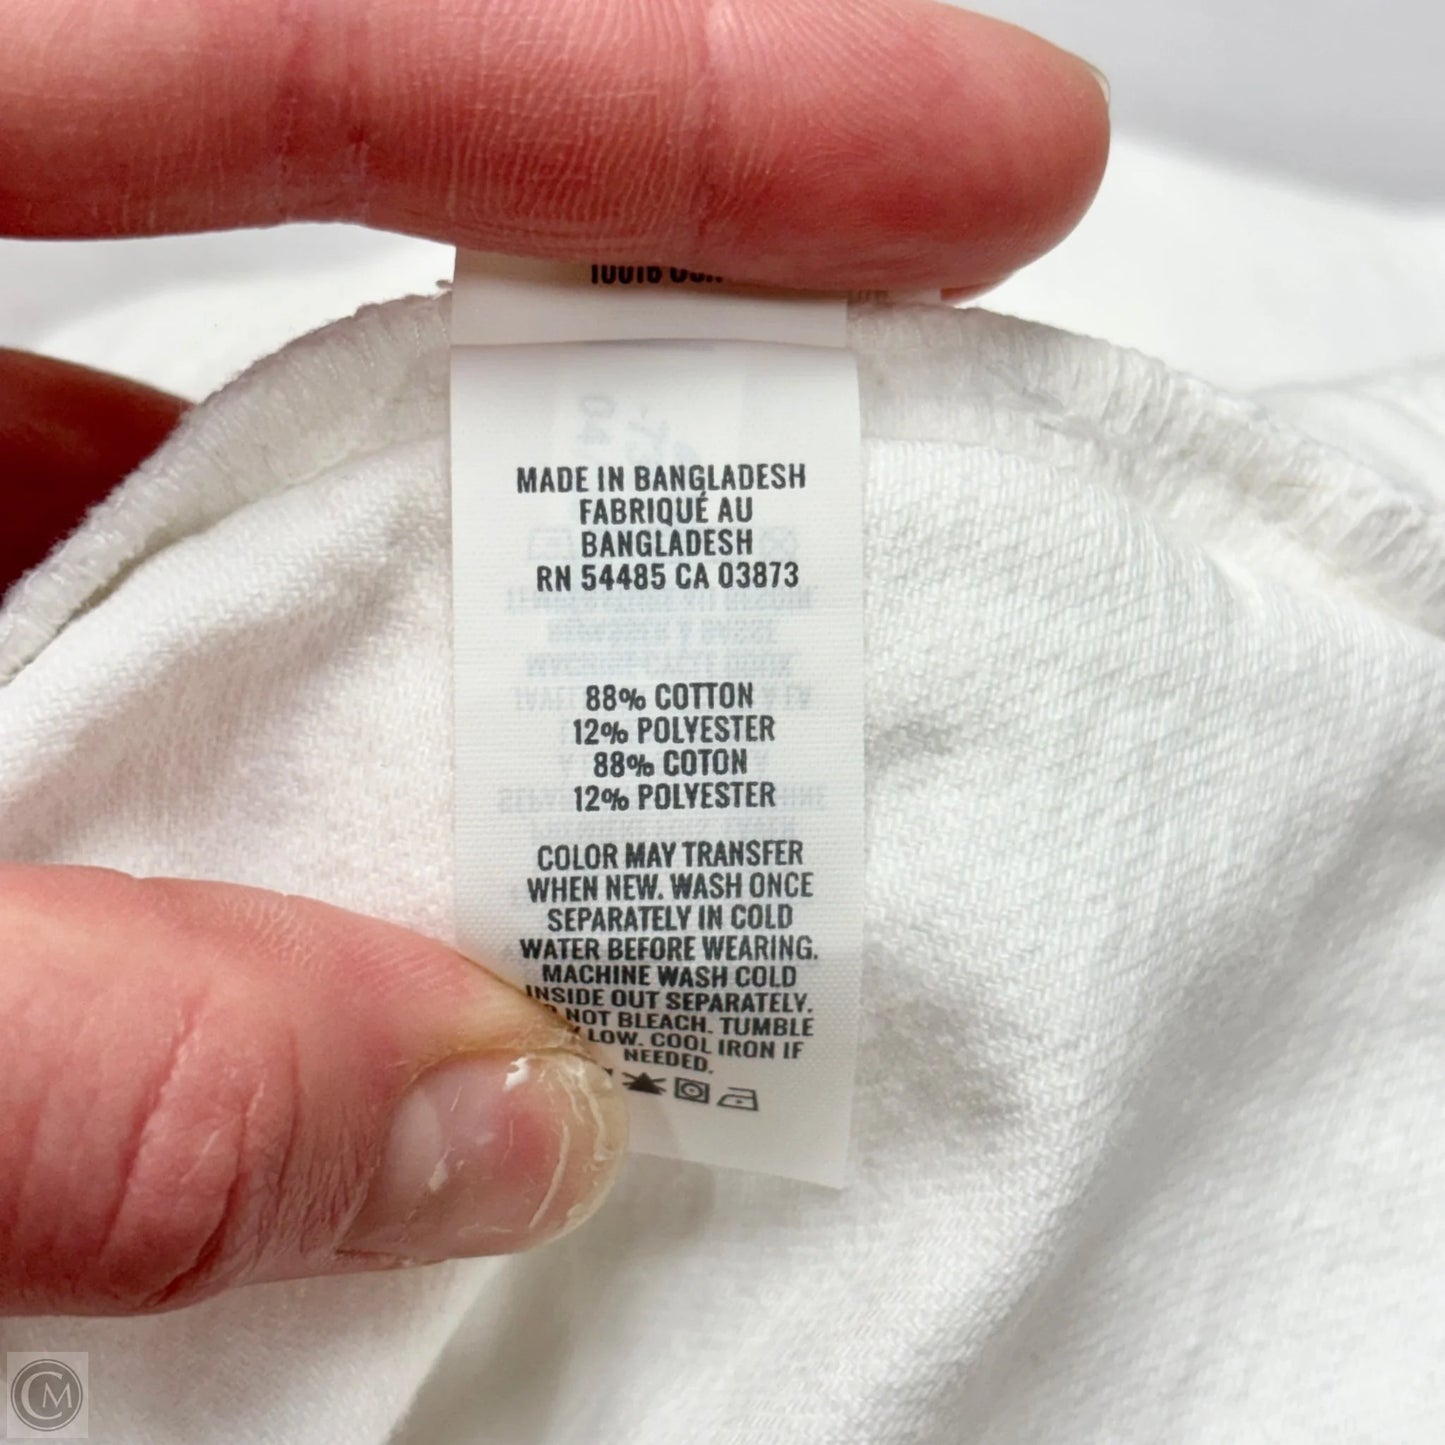 MADE IN BANGLADESH
FABRIQUÉ AU
BANGLADESH
RN 54485 CA 03873
88% COTTON
12% POLYESTER
88% COTON
12% POLYESTER
COLOR MAY TRANSFER
WHEN NEW. WASH ONCE
SEPARATELY IN COLD
WATER BEFORE WEARING.
MACHINE WASH COLD
INSIDE OUT SEPARATELY.
NOT BLEACH. TUMBLE
LOW. COOL IRON IF
NEEDED.
CM